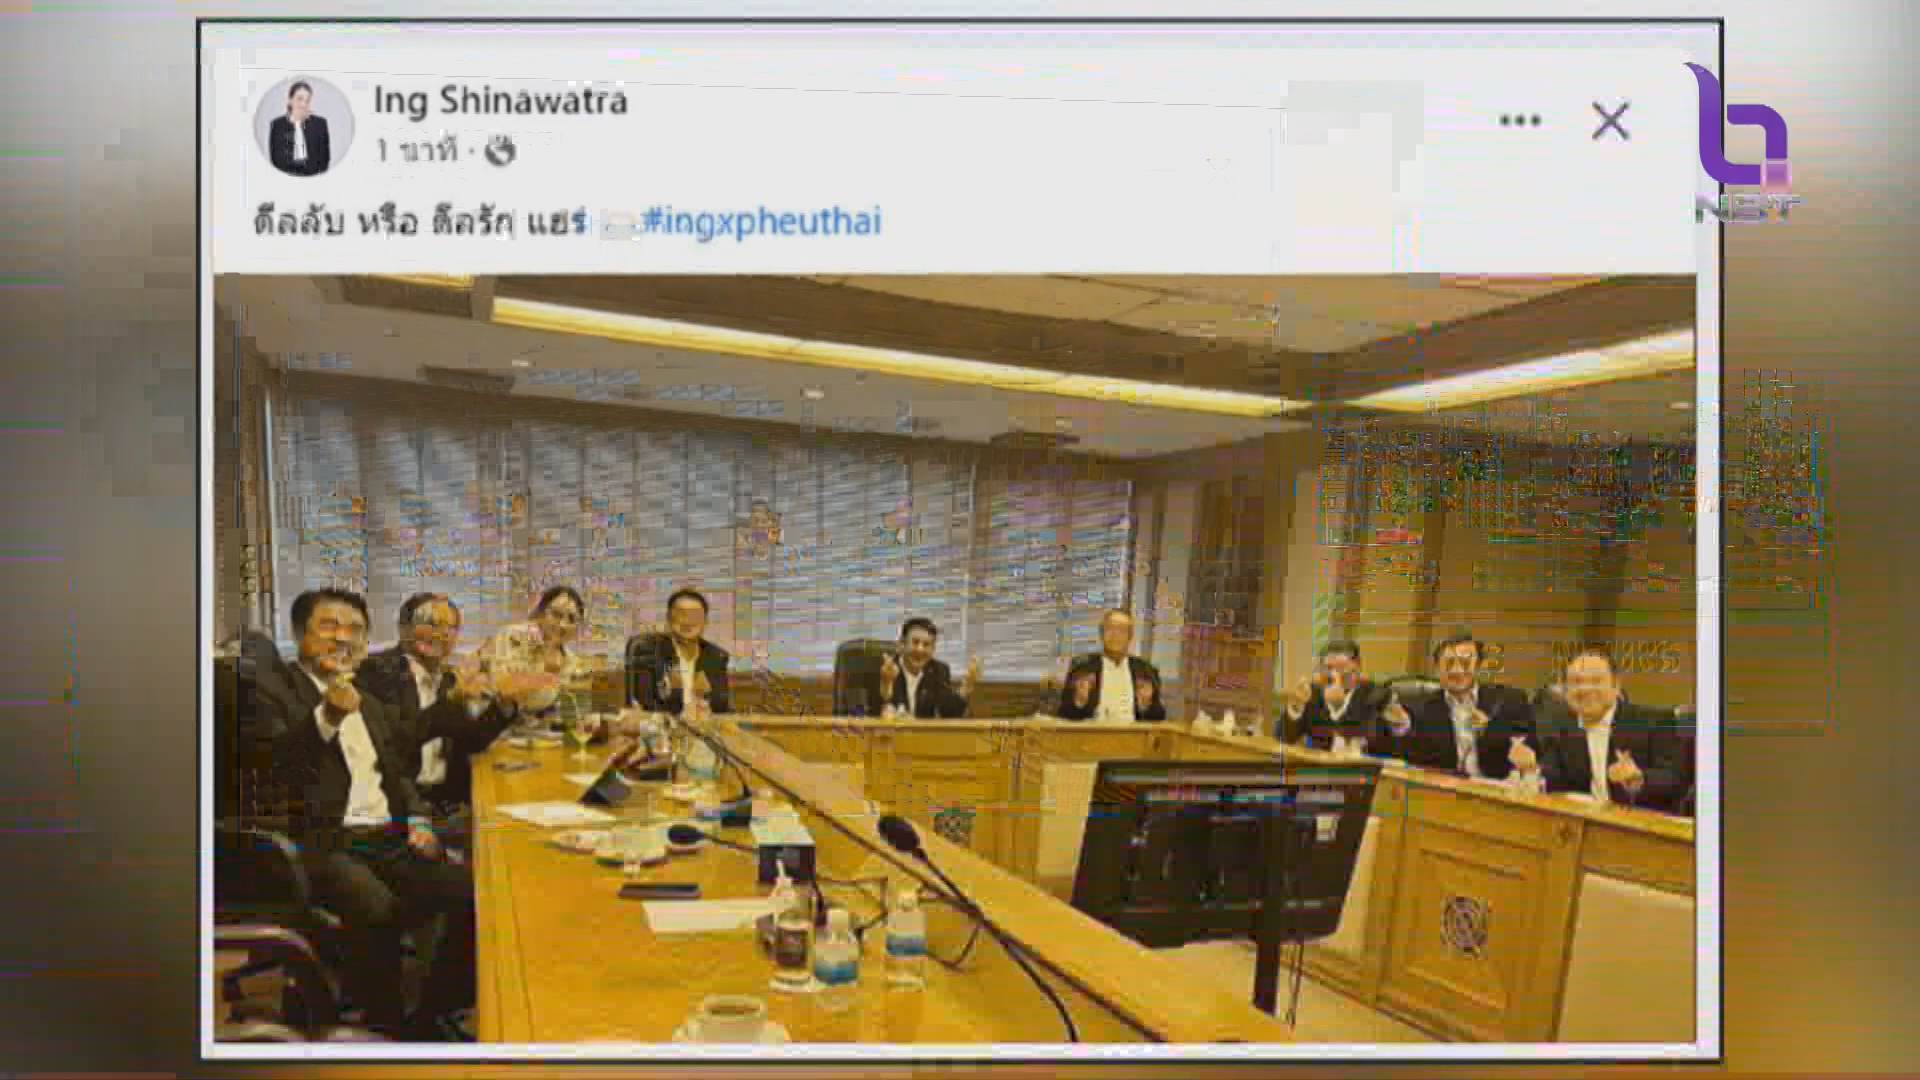 Ing Shinawatra
1 นาที ·
ดีลลับ หรือ ดีลรัก แฮร่ #ingxpheuthai
NBT